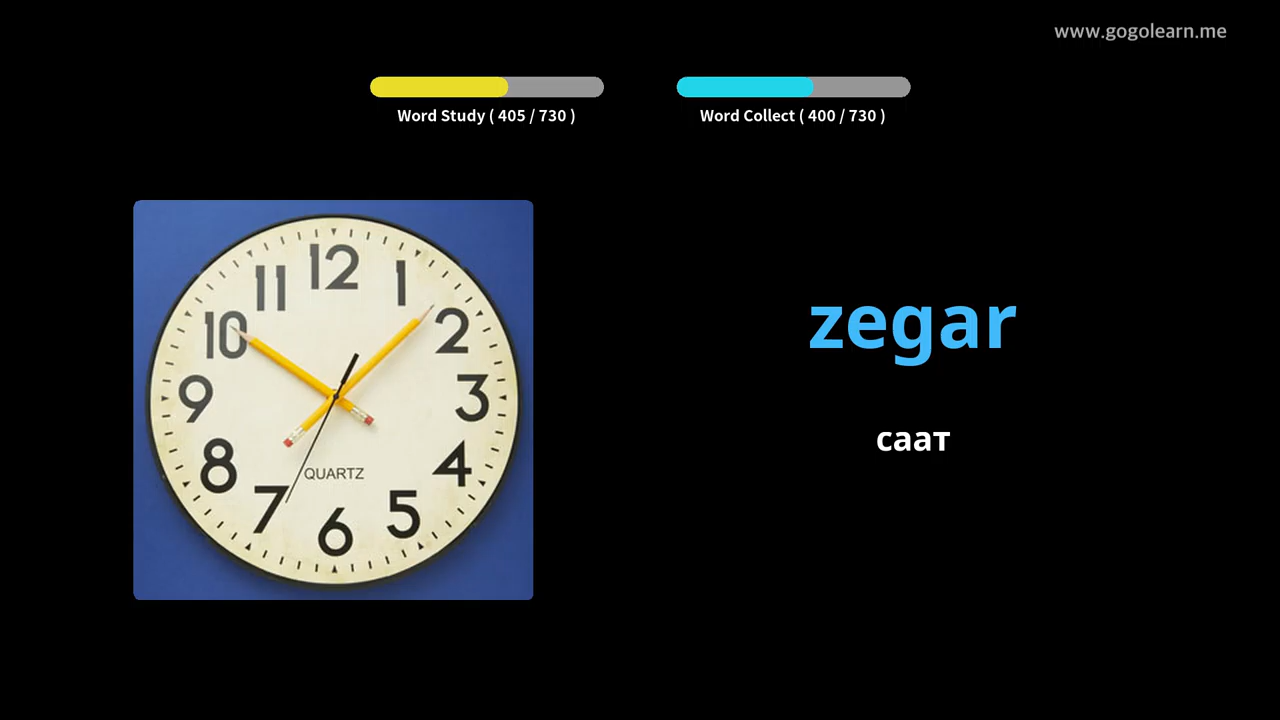 www.gogolearn.me
Word Study ( 405 / 730 )
Word Collect ( 400 / 730 )
12
11
1
10
2
9
3
8
4
7
5
6
QUARTZ
zegar
саат